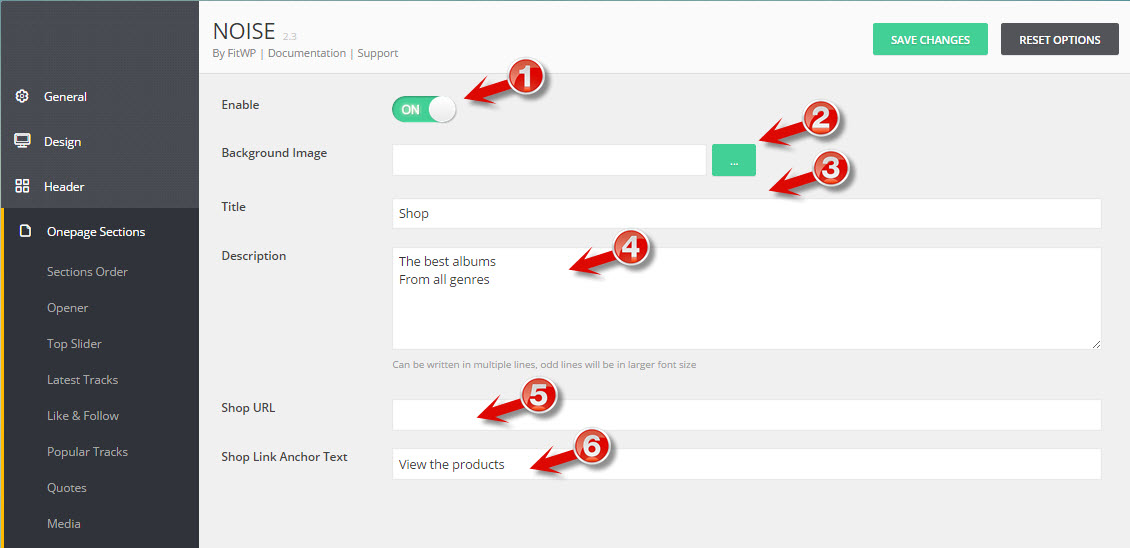 NOISE 2.3
By FitWP | Documentation | Support
SAVE CHANGES
RESET OPTIONS
General
Design
Header
Onepage Sections
Sections Order
Opener
Top Slider
Latest Tracks
Like & Follow
Popular Tracks
Quotes
Media
Enable
ON
1
Background Image
...
2
3
Title
Shop
Description
The best albums
From all genres
4
Can be written in multiple lines, odd lines will be in larger font size
Shop URL
5
Shop Link Anchor Text
View the products
6